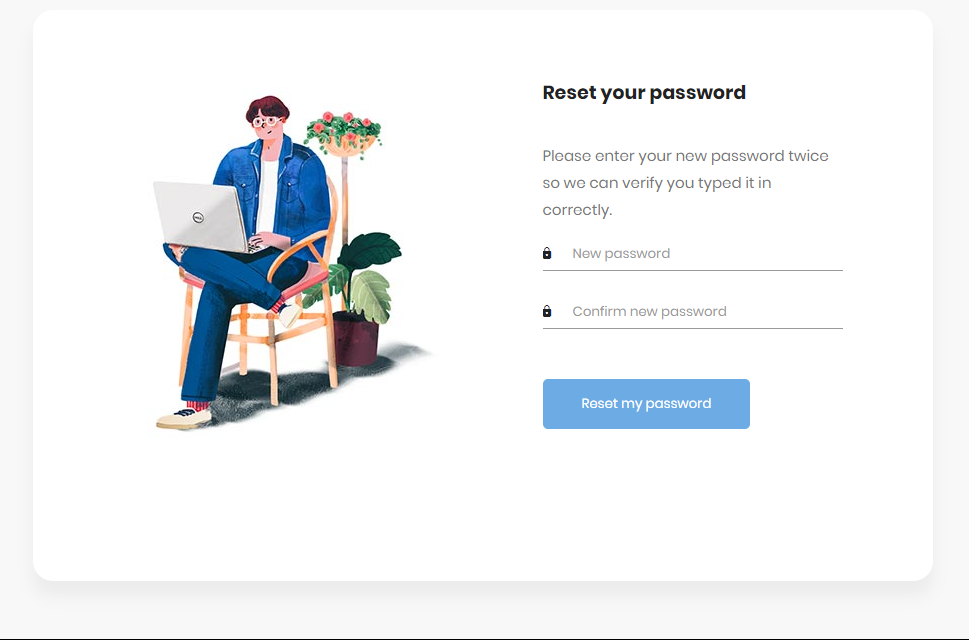 Reset your password
Please enter your new password twice
so we can verify you typed it in
correctly.
New password
Confirm new password
Reset my password